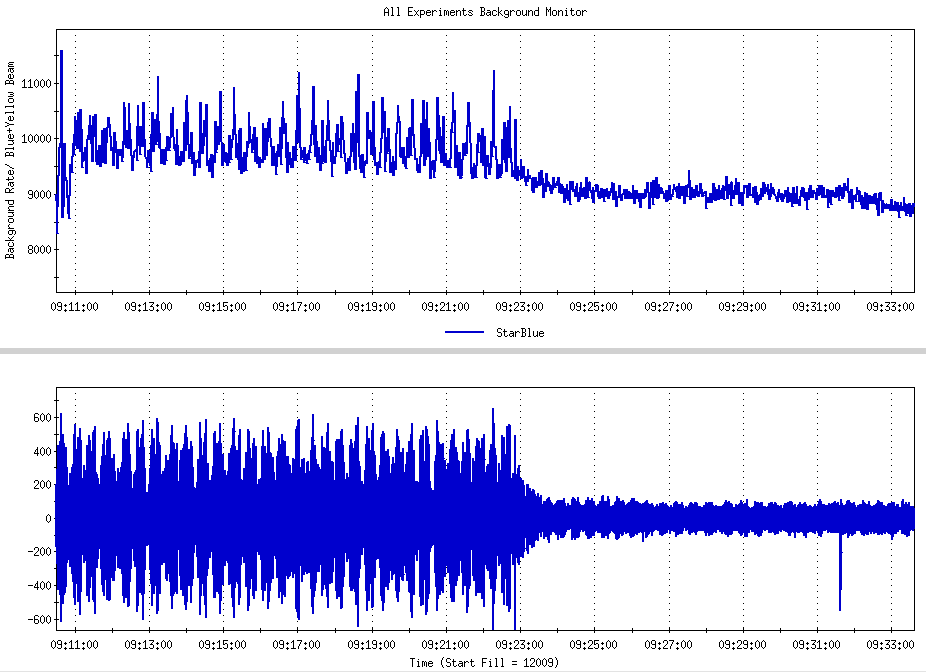 All Experiments Background Monitor
Background Rate/ Blue+Yellow Beam
11000
10000
9000
8000
09:11:00 09:13:00 09:15:00 09:17:00 09:19:00 09:21:00 09:23:00 09:25:00 09:27:00 09:29:00 09:31:00 09:33:00
StarBlue
600
400
200
0
-200
-400
-600
09:11:00 09:13:00 09:15:00 09:17:00 09:19:00 09:21:00 09:23:00 09:25:00 09:27:00 09:29:00 09:31:00 09:33:00
Time (Start Fill = 12009)